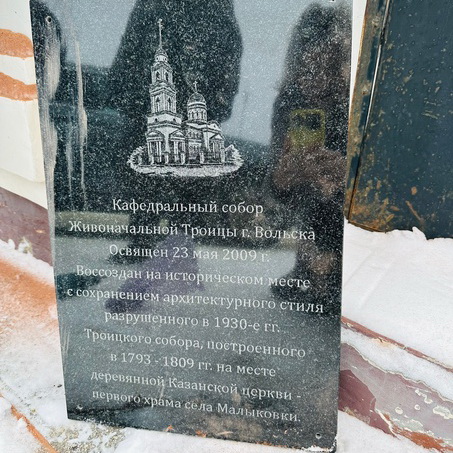 Кафедральный собор
Живоначальной Троицы г. Вольска
Освящен 23 мая 2009 г.
Воссоздан на историческом месте
с сохранением архитектурного стиля
разрушенного в 1930-е гг.
Троицкого собора, построенного
в 1793 - 1809 гг. на месте
деревянной Казанской церкви -
первого храма села Малыковки.